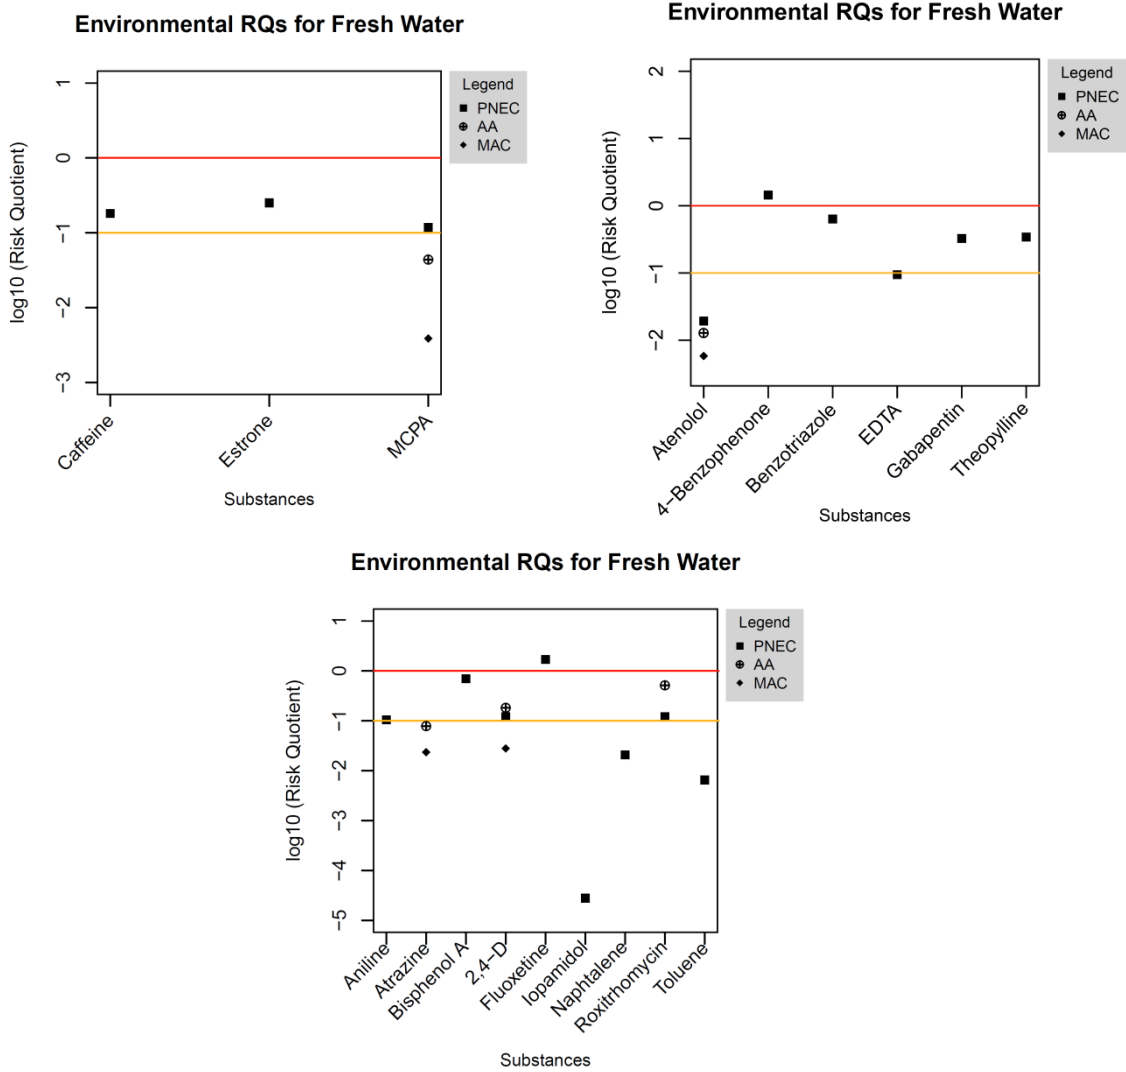 Environmental RQs for Fresh Water
log10 (Risk Quotient)
1
0
−1
−2
−3
Caffeine
Estrone
MCPA
Substances
Legend
PNEC
AA
MAC
Environmental RQs for Fresh Water
log10 (Risk Quotient)
2
1
0
−1
−2
Atenolol
4−Benzophenone
Benzotriazole
EDTA
Gabapentin
Theopylline
Substances
Legend
PNEC
AA
MAC
Environmental RQs for Fresh Water
log10 (Risk Quotient)
1
0
−1
−2
−3
−4
−5
Aniline
Atrazine
Bisphenol A
2,4−D
Fluoxetine
Iopamidol
Naphtalene
Roxitrhomycin
Toluene
Substances
Legend
PNEC
AA
MAC